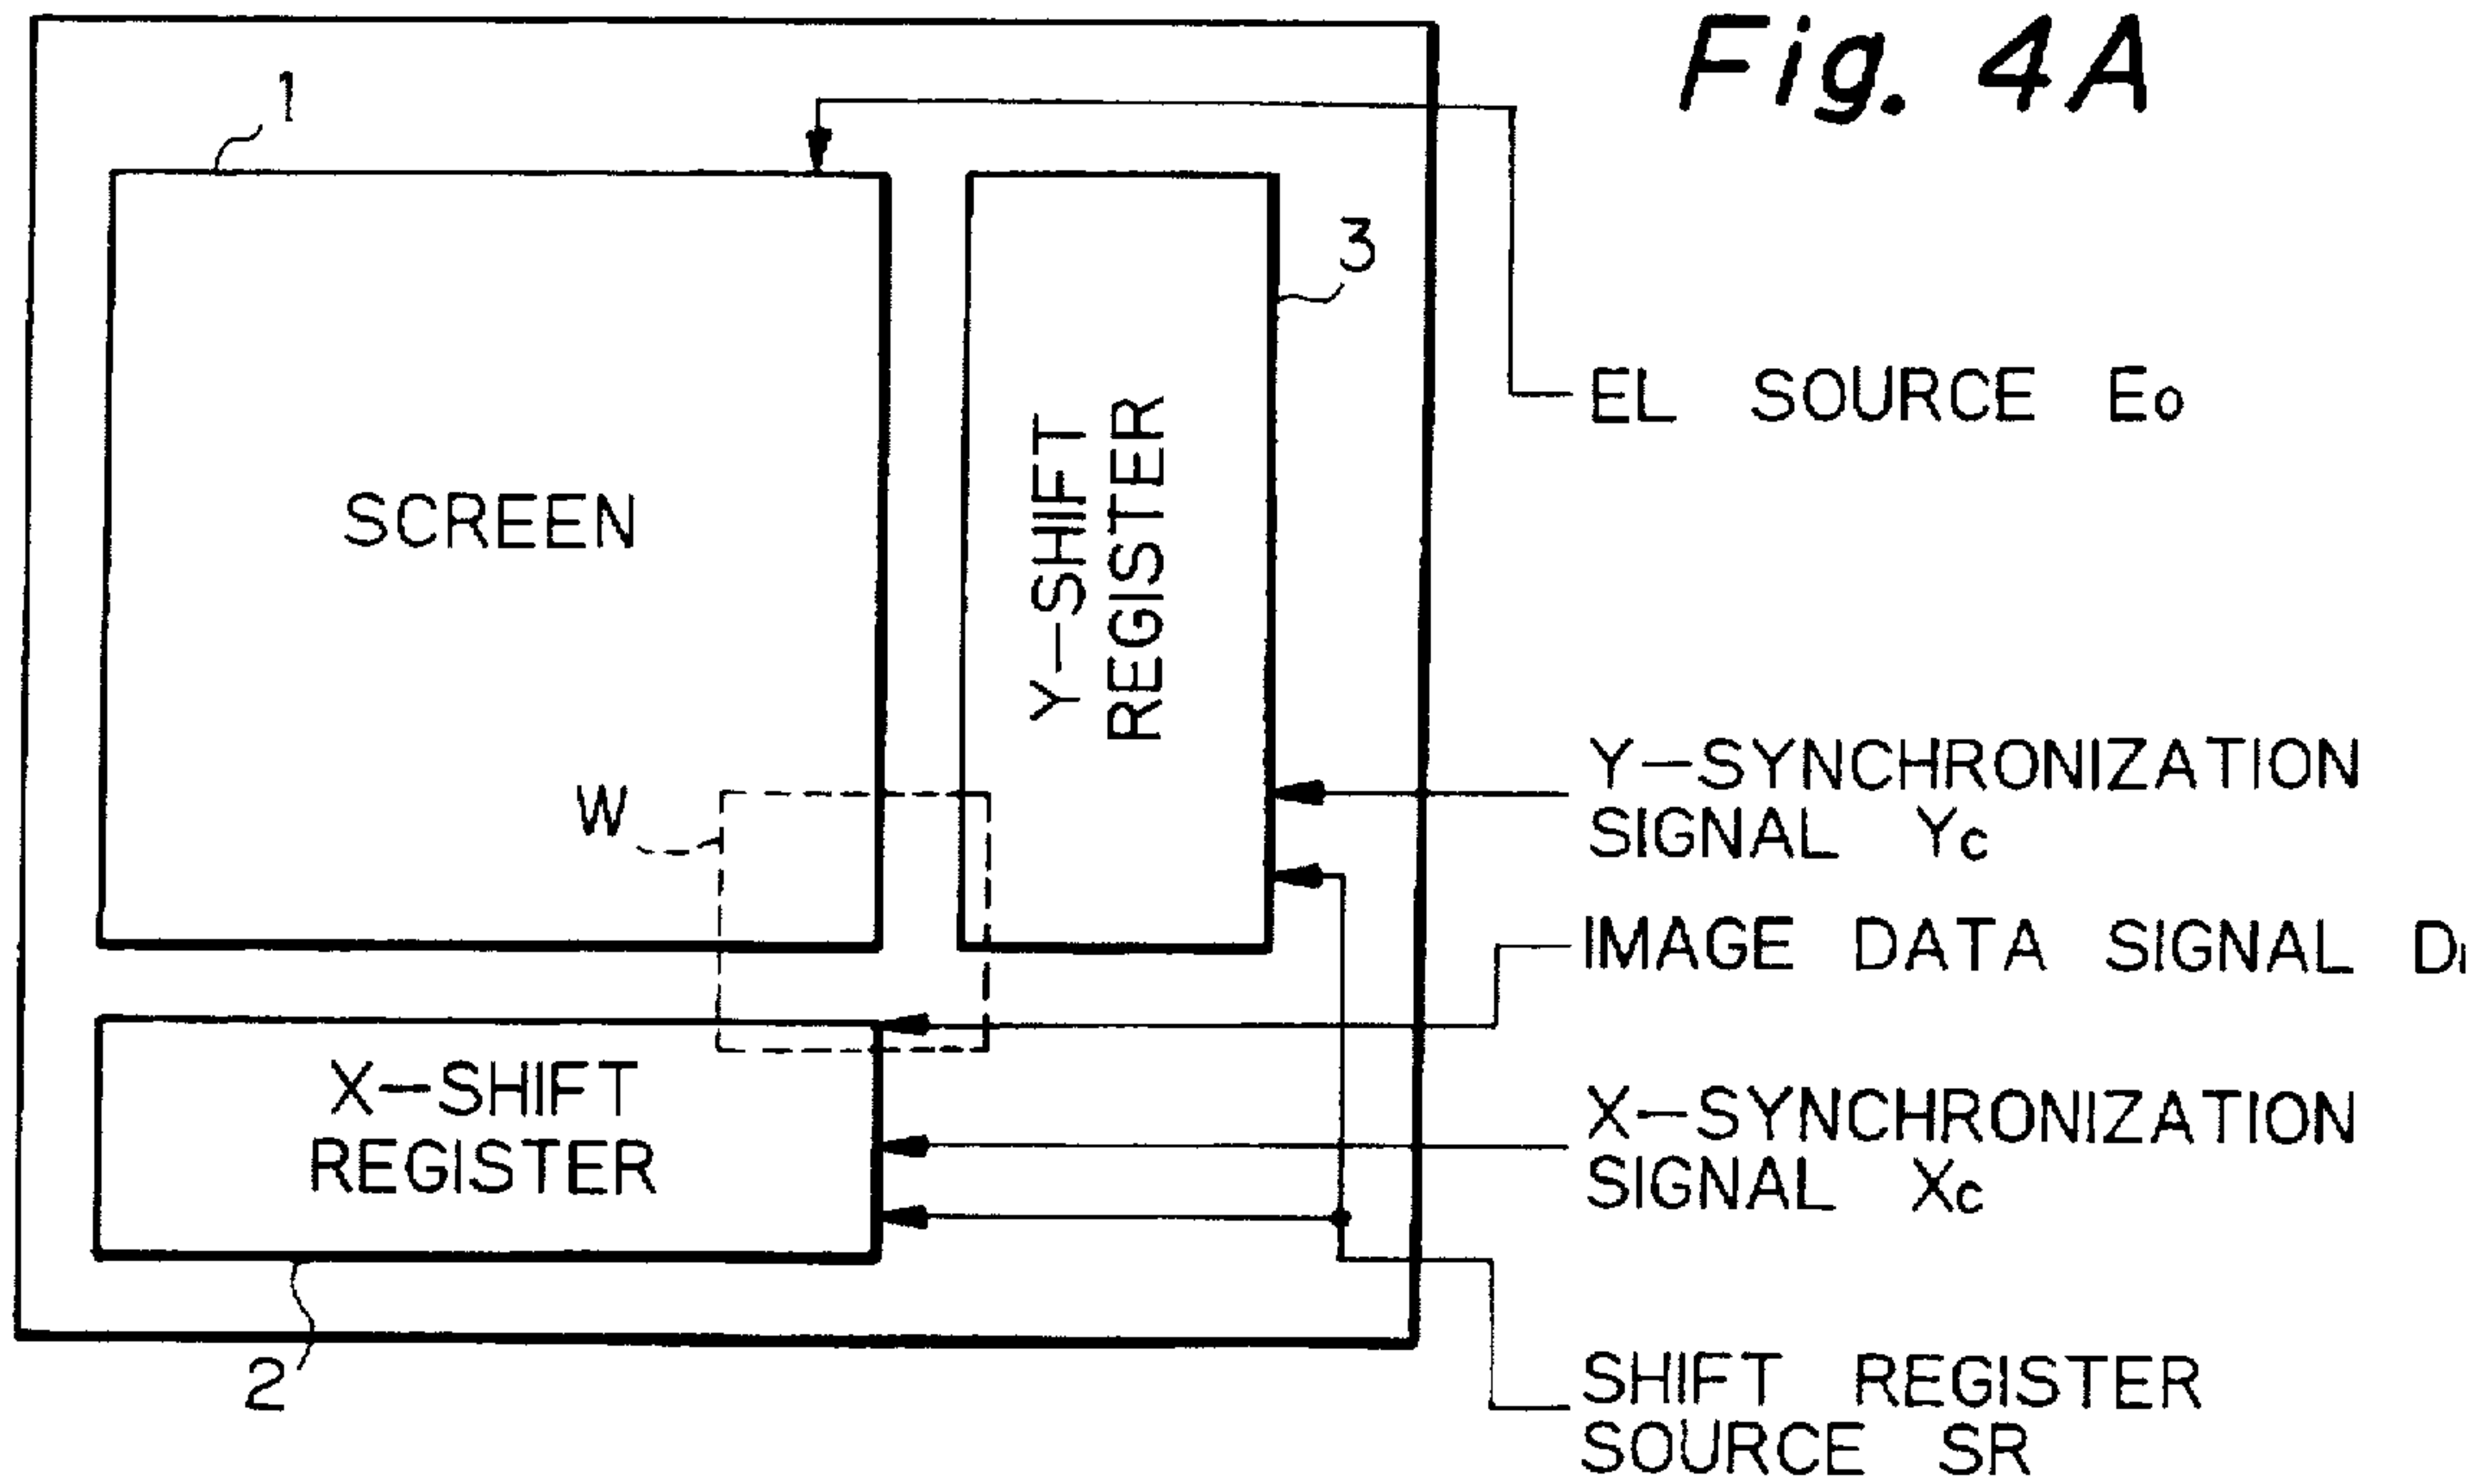 Fig. 4A
1
3
EL SOURCE Eo
SCREEN
Y-SHIFT
REGISTER
W
Y-SYNCHRONIZATION
SIGNAL Yc
IMAGE DATA SIGNAL Di
X-SHIFT
REGISTER
X-SYNCHRONIZATION
SIGNAL Xc
2
SHIFT REGISTER
SOURCE SR